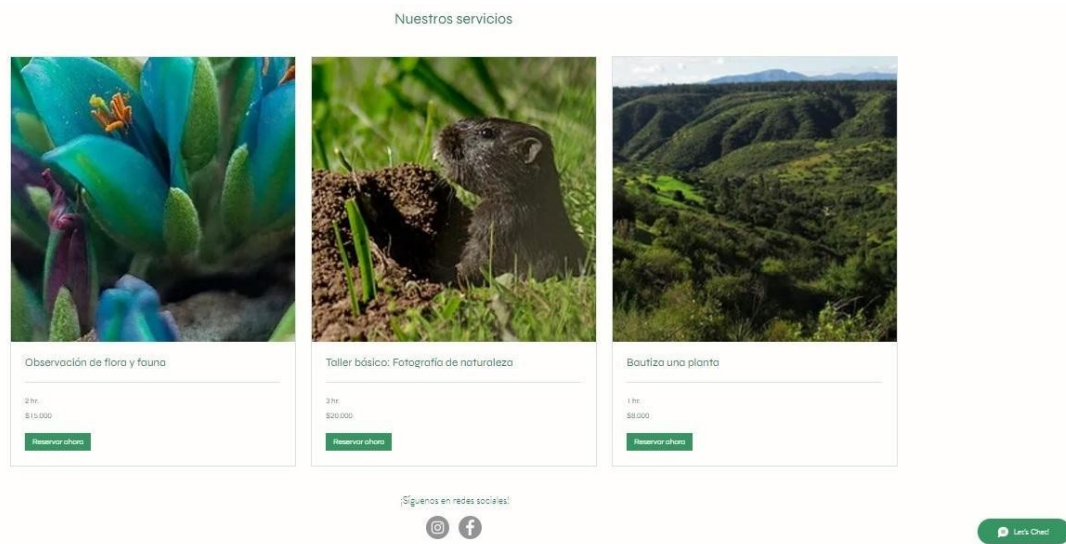 Nuestros servicios
Observación de flora y fauna
2 hr.
$15.000
Reservar ahora
Taller básico: Fotografía de naturaleza
2 hr.
$20.000
Reservar ahora
Bautiza una planta
1 hr.
$8.000
Reservar ahora
¡Síguenos en redes sociales!
Let's Chat!